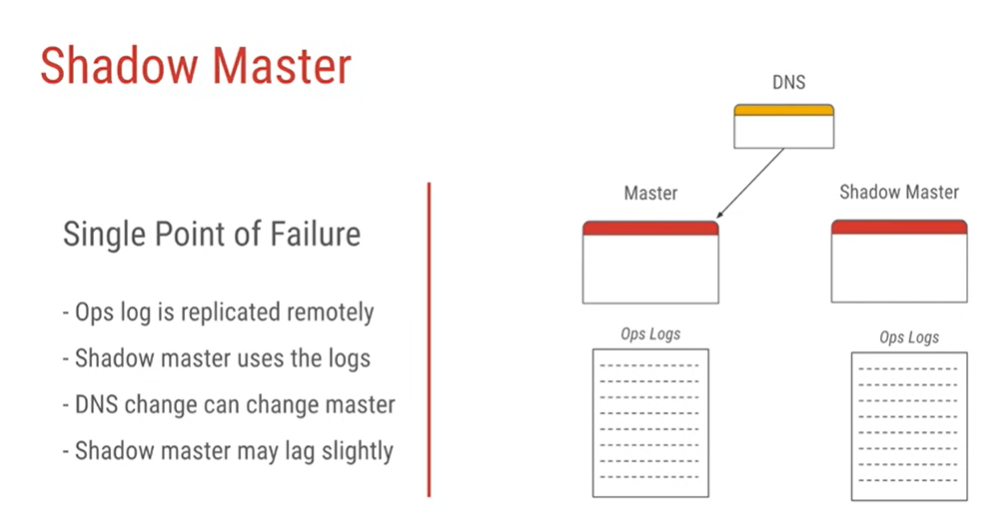 Shadow Master
Single Point of Failure
- Ops log is replicated remotely
- Shadow master uses the logs
- DNS change can change master
- Shadow master may lag slightly
DNS
Master
Shadow Master
Ops Logs
Ops Logs